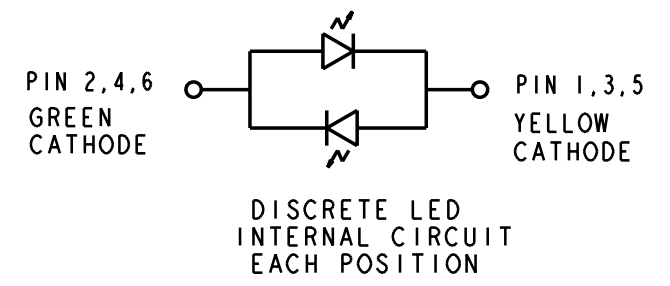 PIN 2,4,6
GREEN
CATHODE
PIN 1,3,5
YELLOW
CATHODE
DISCRETE LED
INTERNAL CIRCUIT
EACH POSITION